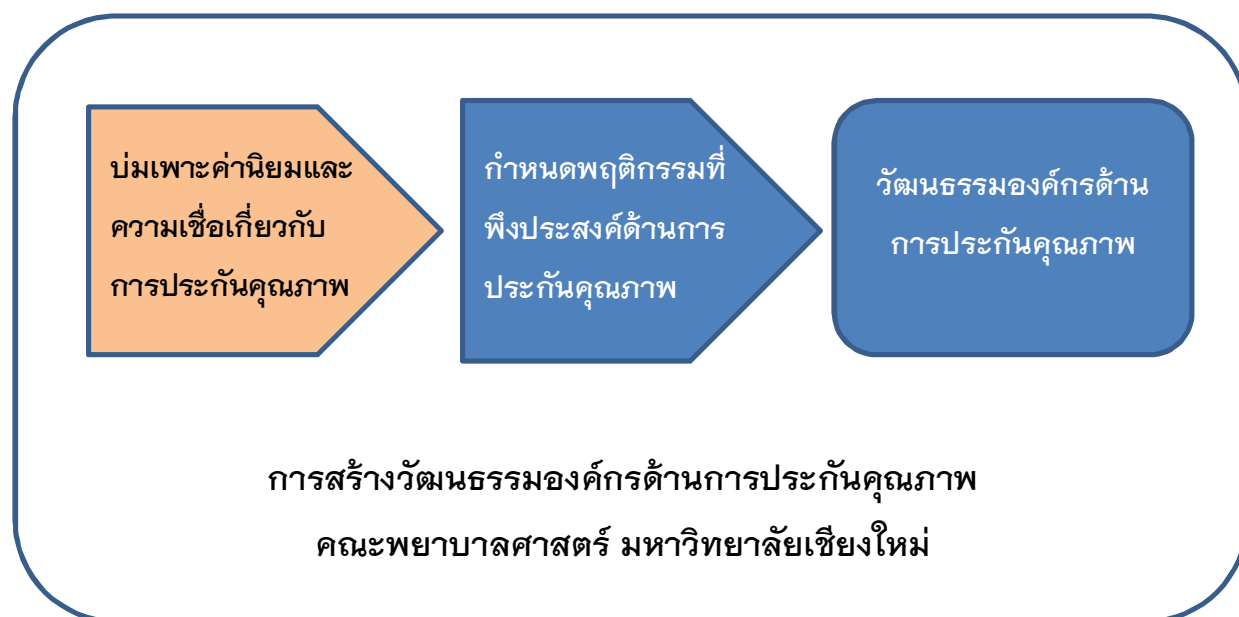 บ่มเพาะค่านิยมและ
ความเชื่อเกี่ยวกับ
การประกันคุณภาพ
กำหนดพฤติกรรมที่
พึงประสงค์ด้านการ
ประกันคุณภาพ
วัฒนธรรมองค์กรด้าน
การประกันคุณภาพ
การสร้างวัฒนธรรมองค์กรด้านการประกันคุณภาพ
คณะพยาบาลศาสตร์ มหาวิทยาลัยเชียงใหม่